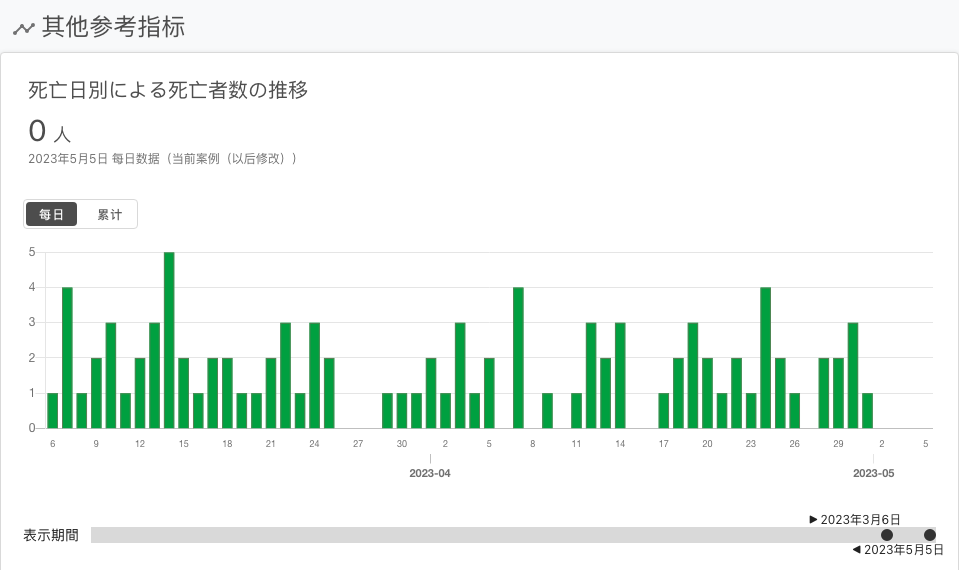 其他参考指标
死亡日別による死亡者数の推移
0 人
2023年5月5日 每日数据（当前案例（以后修改））
每日 累计
5
4
3
2
1
0
6 9 12 15 18 21 24 27 30 2 5 8 11 14 17 20 23 26 29 2 5
2023-04 2023-05
▶ 2023年3月6日
表示期間
◀ 2023年5月5日